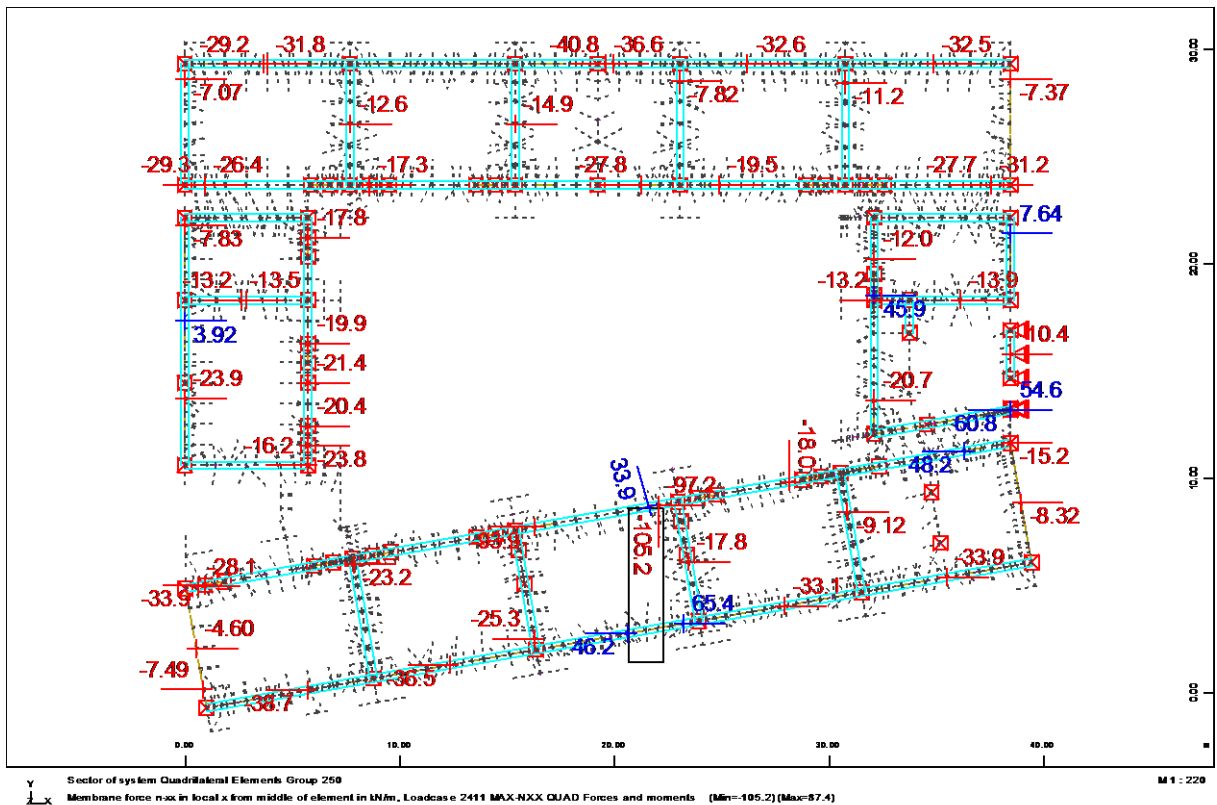 -29.2 -31.8 -40.8 -36.6 -32.6 -32.5
30.00
-7.07 -12.6 -14.9 -7.82 -11.2 -7.37
-29.3 -26.4 -17.3 -27.8 -19.5 -27.7 -31.2
-17.8 7.64
-7.83 -12.0
20.00
-13.2 -13.5 -13.2 -13.9
45.9
3.92 -19.9 -10.4
-21.4
-23.9 -20.7 54.6
-20.4 60.8
-16.2 -23.8 -18.0 48.2 -15.2
10.00
33.9 -97.2
-105.2 -9.12 -8.32
-17.8
-28.1 -23.2 -33.9
-33.9 -33.1
-4.60 -25.3 65.4
46.2
-7.49 -36.5
-38.7
0.00
0.00 10.00 20.00 30.00 40.00 m
Y
X
Sector of system Quadrilateral Elements Group 250 M 1 : 220
Membrane force n-xx in local x from middle of element in kN/m, Loadcase 2411 MAX-NXX QUAD Forces and moments (Min=-105.2) (Max=87.4)